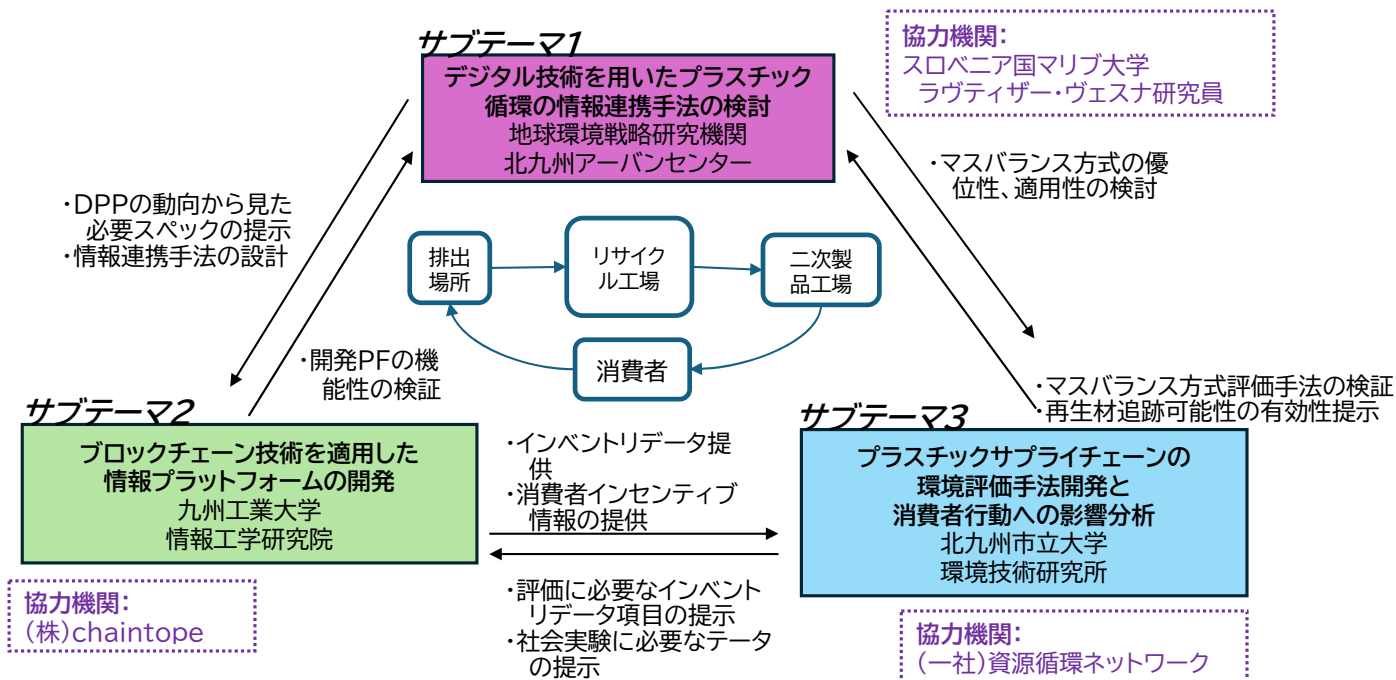 サブテーマ1
デジタル技術を用いたプラスチック
循環の情報連携手法の検討
地球環境戦略研究機関
北九州アーバンセンター
協力機関:
スロベニア国マリブ大学
ラヴティザー・ヴェスナ研究員
・DPPの動向から見た
必要スペックの提示
・情報連携手法の設計
・マスバランス方式の優
位性、適用性の検討
排出
場所
リサイク
ル工場
二次製
品工場
消費者
・開発PFの機
能性の検証
・マスバランス方式評価手法の検証
・再生材追跡可能性の有効性提示
サブテーマ2
ブロックチェーン技術を適用した
情報プラットフォームの開発
九州工業大学
情報工学研究院
・インベントリデータ提
供
・消費者インセンティブ
情報の提供
サブテーマ3
プラスチックサプライチェーンの
環境評価手法開発と
消費者行動への影響分析
北九州市立大学
環境技術研究所
・評価に必要なインベント
リデータ項目の提示
・社会実験に必要なテータ
の提示
協力機関:
(株)chaintope
協力機関:
(一社)資源循環ネットワーク